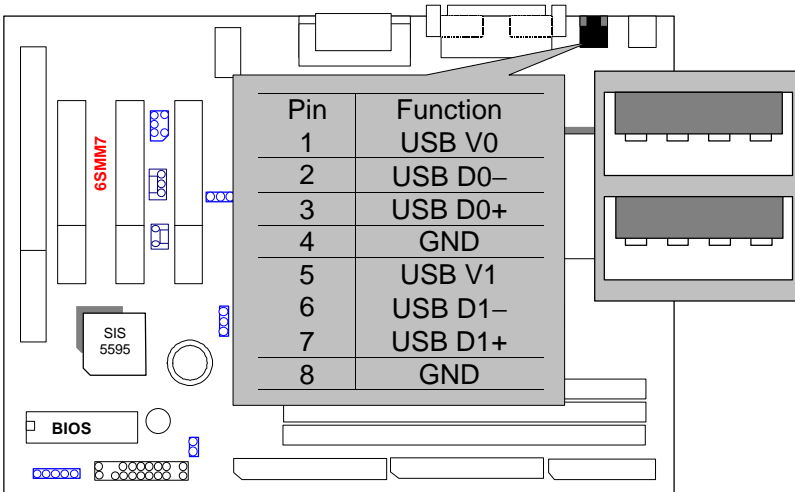 Pin Function
1 USB V0
2 USB D0−
3 USB D0+
4 GND
5 USB V1
6 USB D1−
7 USB D1+
8 GND
6SMM7
SIS
5595
BIOS